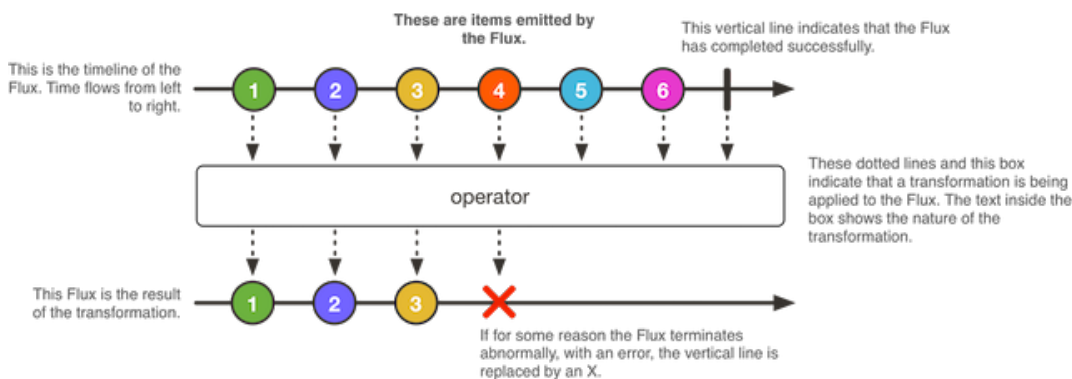 These are items emitted by
the Flux.
This vertical line indicates that the Flux
has completed successfully.
This is the timeline of the
Flux. Time flows from left
to right.
1 2 3 4 5 6
These dotted lines and this box
indicate that a transformation is being
applied to the Flux. The text inside the
box shows the nature of the
transformation.
operator
This Flux is the result
of the transformation.
1 2 3
If for some reason the Flux terminates
abnormally, with an error, the vertical line is
replaced by an X.